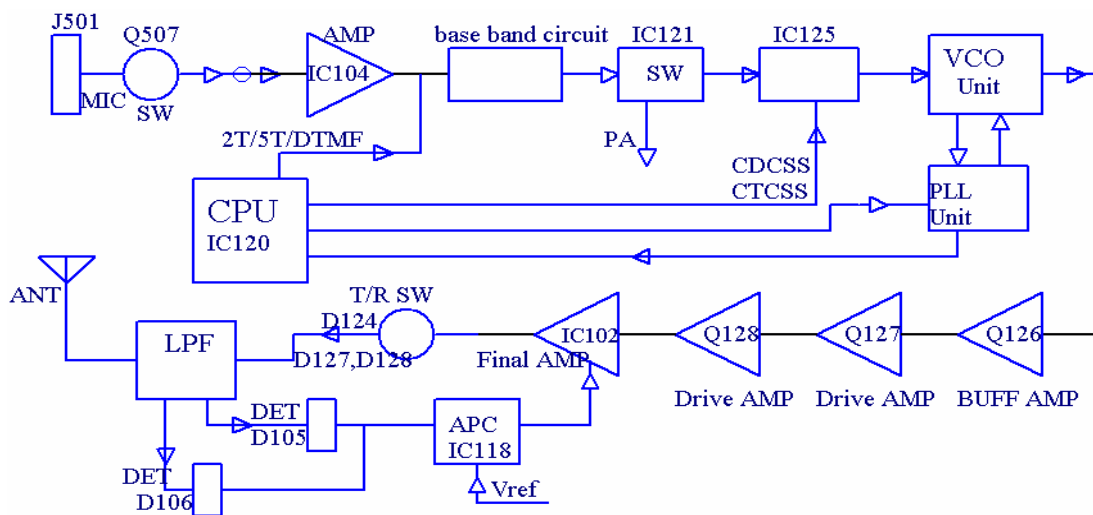 J501
Q507
AMP
base band circuit
IC121
IC125
IC104
SW
VCO
Unit
MIC
SW
2T/5T/DTMF
PA
CDCSS
CTCSS
CPU
IC120
PLL
Unit
ANT
T/R SW
D124
LPF
D127,D128
Final AMP
IC102
Q128
Q127
Q126
Drive AMP
Drive AMP
BUFF AMP
DET
D105
APC
IC118
DET
D106
Vref